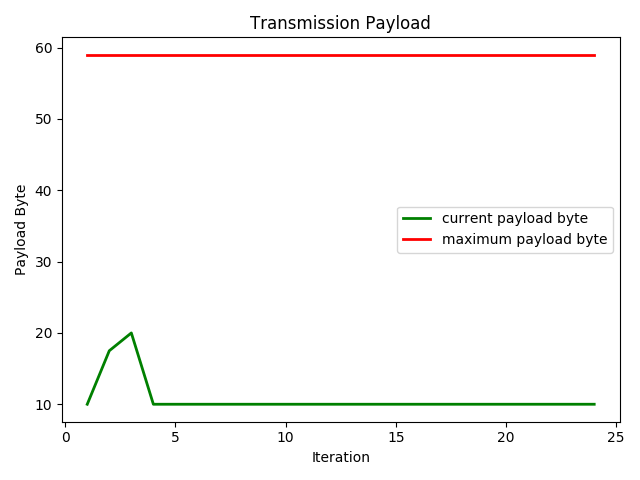 Transmission Payload
60
50
40
30
20
10
Payload Byte
current payload byte
maximum payload byte
0
5
10
15
20
25
Iteration